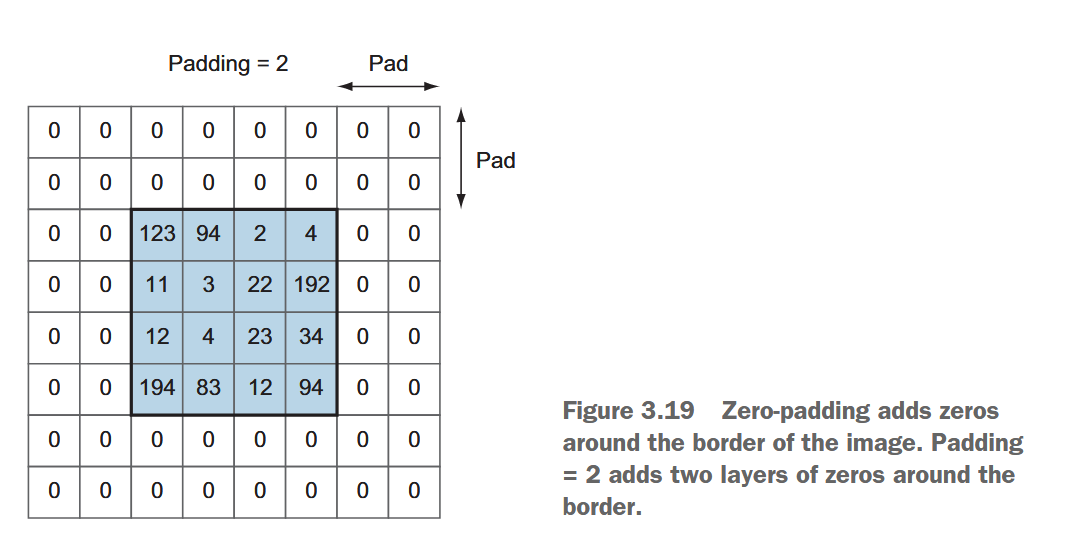 Padding = 2 Pad
0 0 0 0 0 0 0 0
Pad
0 0 0 0 0 0 0 0
0 0 123 94 2 4 0 0
0 0 11 3 22 192 0 0
0 0 12 4 23 34 0 0
0 0 194 83 12 94 0 0
0 0 0 0 0 0 0 0
0 0 0 0 0 0 0 0
Figure 3.19 Zero-padding adds zeros
around the border of the image. Padding
= 2 adds two layers of zeros around the
border.